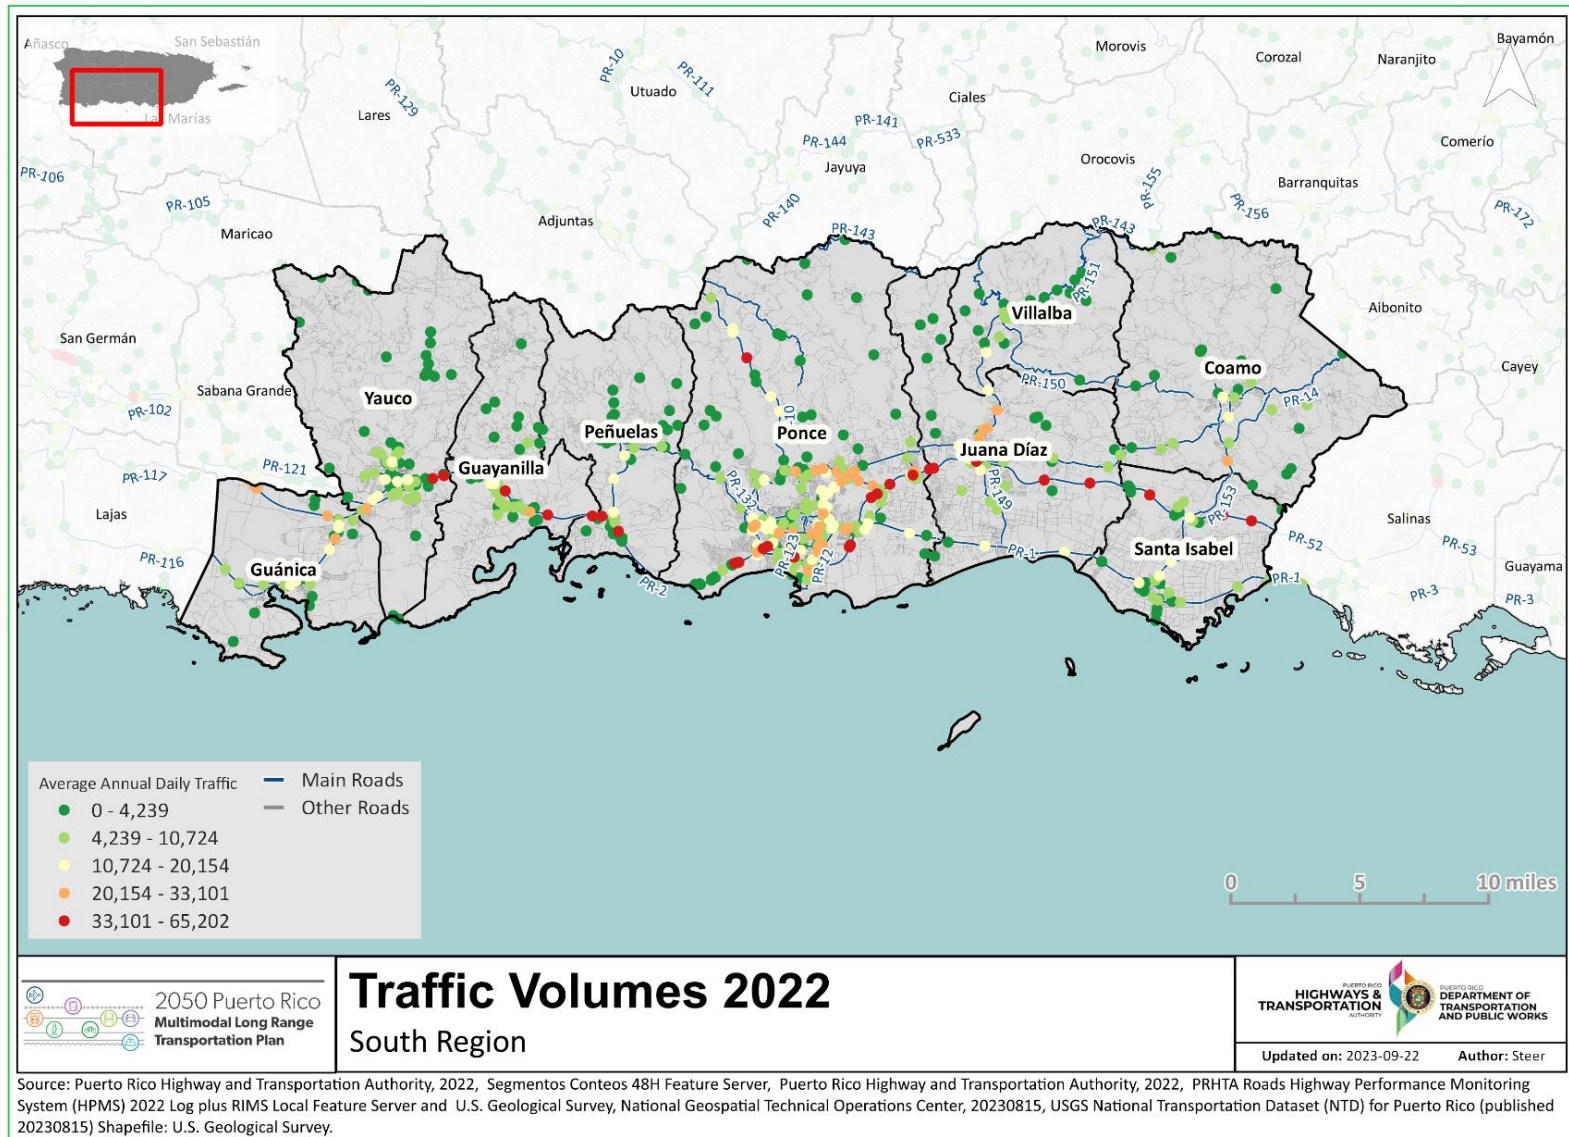 Añasco
San Sebastián
Las Marías
Lares
PR-129
PR-10
PR-111
Utuado
Morovis
Corozal
Naranjito
Bayamón
Ciales
PR-141
PR-144
PR-533
Jayuya
Orocovis
Comerío
PR-106
PR-105
Maricao
Adjuntas
PR-140
PR-143
PR-143
PR-155
PR-156
Barranquitas
PR-172
PR-151
Villalba
Aibonito
San Germán
Sabana Grande
PR-102
Yauco
Peñuelas
Ponce
10
PR-150
Coamo
PR-14
Cayey
PR-117
PR-121
Guayanilla
Juana Díaz
Lajas
PR-132
PR-149
PR-153
Salinas
PR-116
Guánica
PR-123
PR-12
PR-1
Santa Isabel
PR-52
PR-53
PR-2
PR-1
PR-3
PR-3
Guayama
Average Annual Daily Traffic
0 - 4,239
4,239 - 10,724
10,724 - 20,154
20,154 - 33,101
33,101 - 65,202
Main Roads
Other Roads
0 5 10 miles
2050 Puerto Rico
Multimodal Long Range
Transportation Plan
Traffic Volumes 2022
South Region
PUERTO RICO
HIGHWAYS &
TRANSPORTATION
AUTHORITY
PUERTO RICO
DEPARTMENT OF
TRANSPORTATION
AND PUBLIC WORKS
Updated on: 2023-09-22 Author: Steer
Source: Puerto Rico Highway and Transportation Authority, 2022, Segmentos Conteos 48H Feature Server, Puerto Rico Highway and Transportation Authority, 2022, PRHTA Roads Highway Performance Monitoring
System (HPMS) 2022 Log plus RIMS Local Feature Server and U.S. Geological Survey, National Geospatial Technical Operations Center, 20230815, USGS National Transportation Dataset (NTD) for Puerto Rico (published
20230815) Shapefile: U.S. Geological Survey.